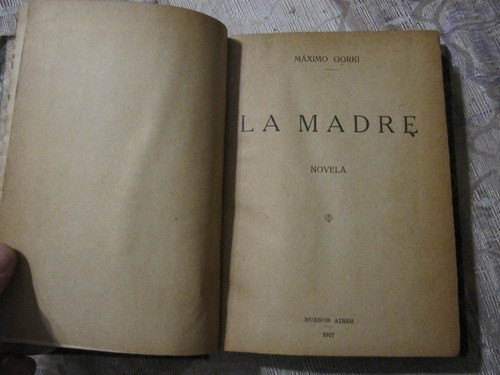 MÁXIMO GORKI
LA MADRE
NOVELA
BUENOS AIRES